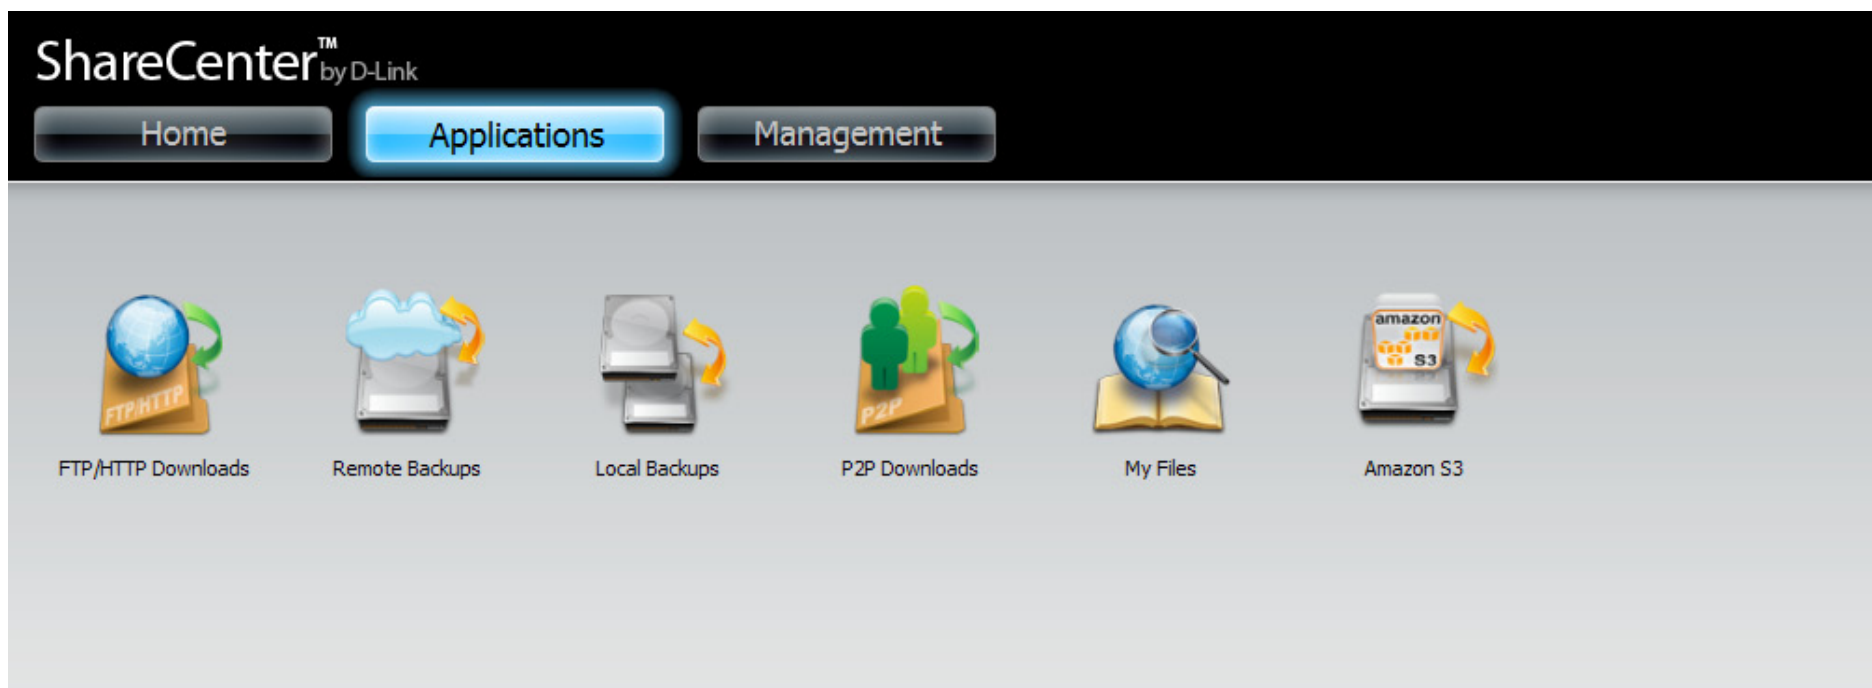 ShareCenter™ by D-Link
Home Applications Management
FTP/HTTP
P2P
amazon
S3
FTP/HTTP Downloads Remote Backups Local Backups P2P Downloads My Files Amazon S3